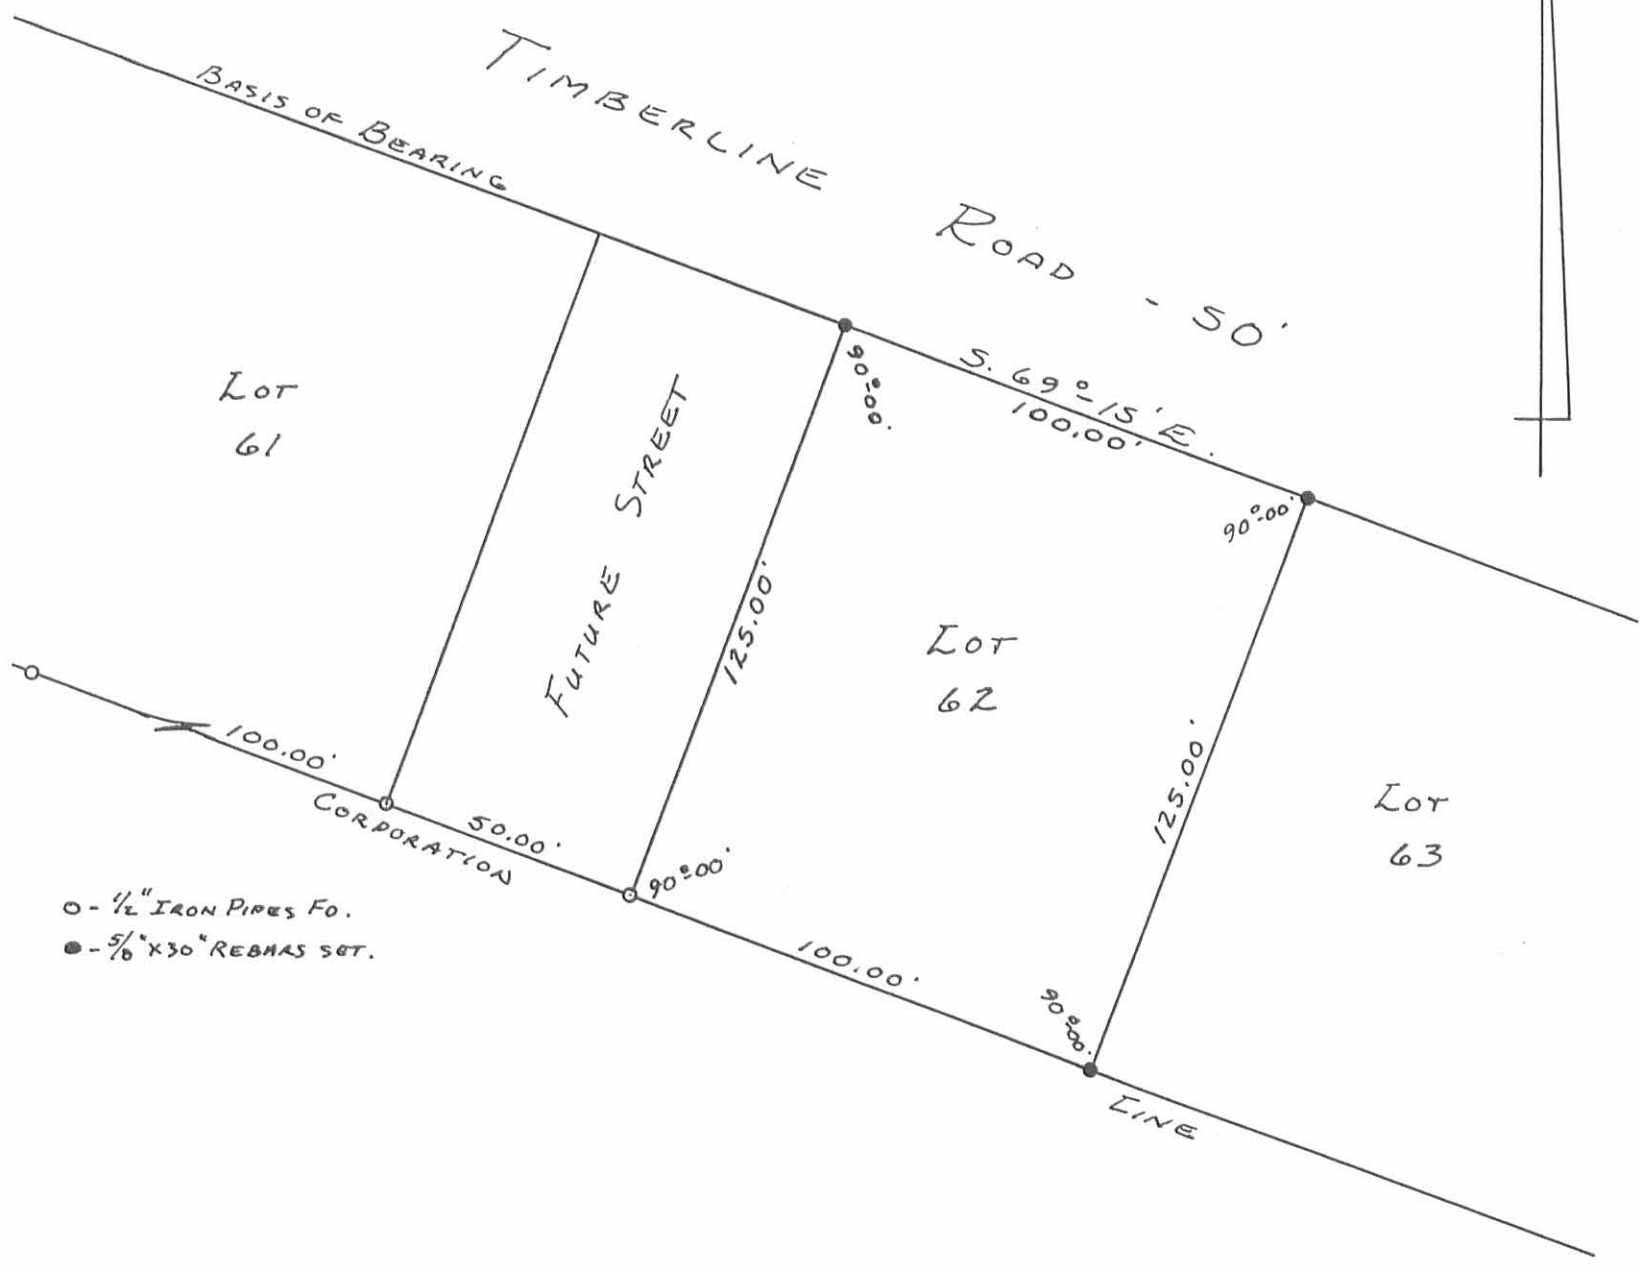 TIMBERLINE ROAD - 50'
BASIS OF BEARING
S. 69°-15' E.
100.00'
90°-00'
90°-00'
LOT
61
FUTURE STREET
125.00'
LOT
62
125.00'
LOT
63
100.00'
50.00'
90°-00'
100.00'
90°-00'
CORPORATION LINE
O - 1/2" IRON PIPES FO.
● - 5/8" X 30" REBARS SET.